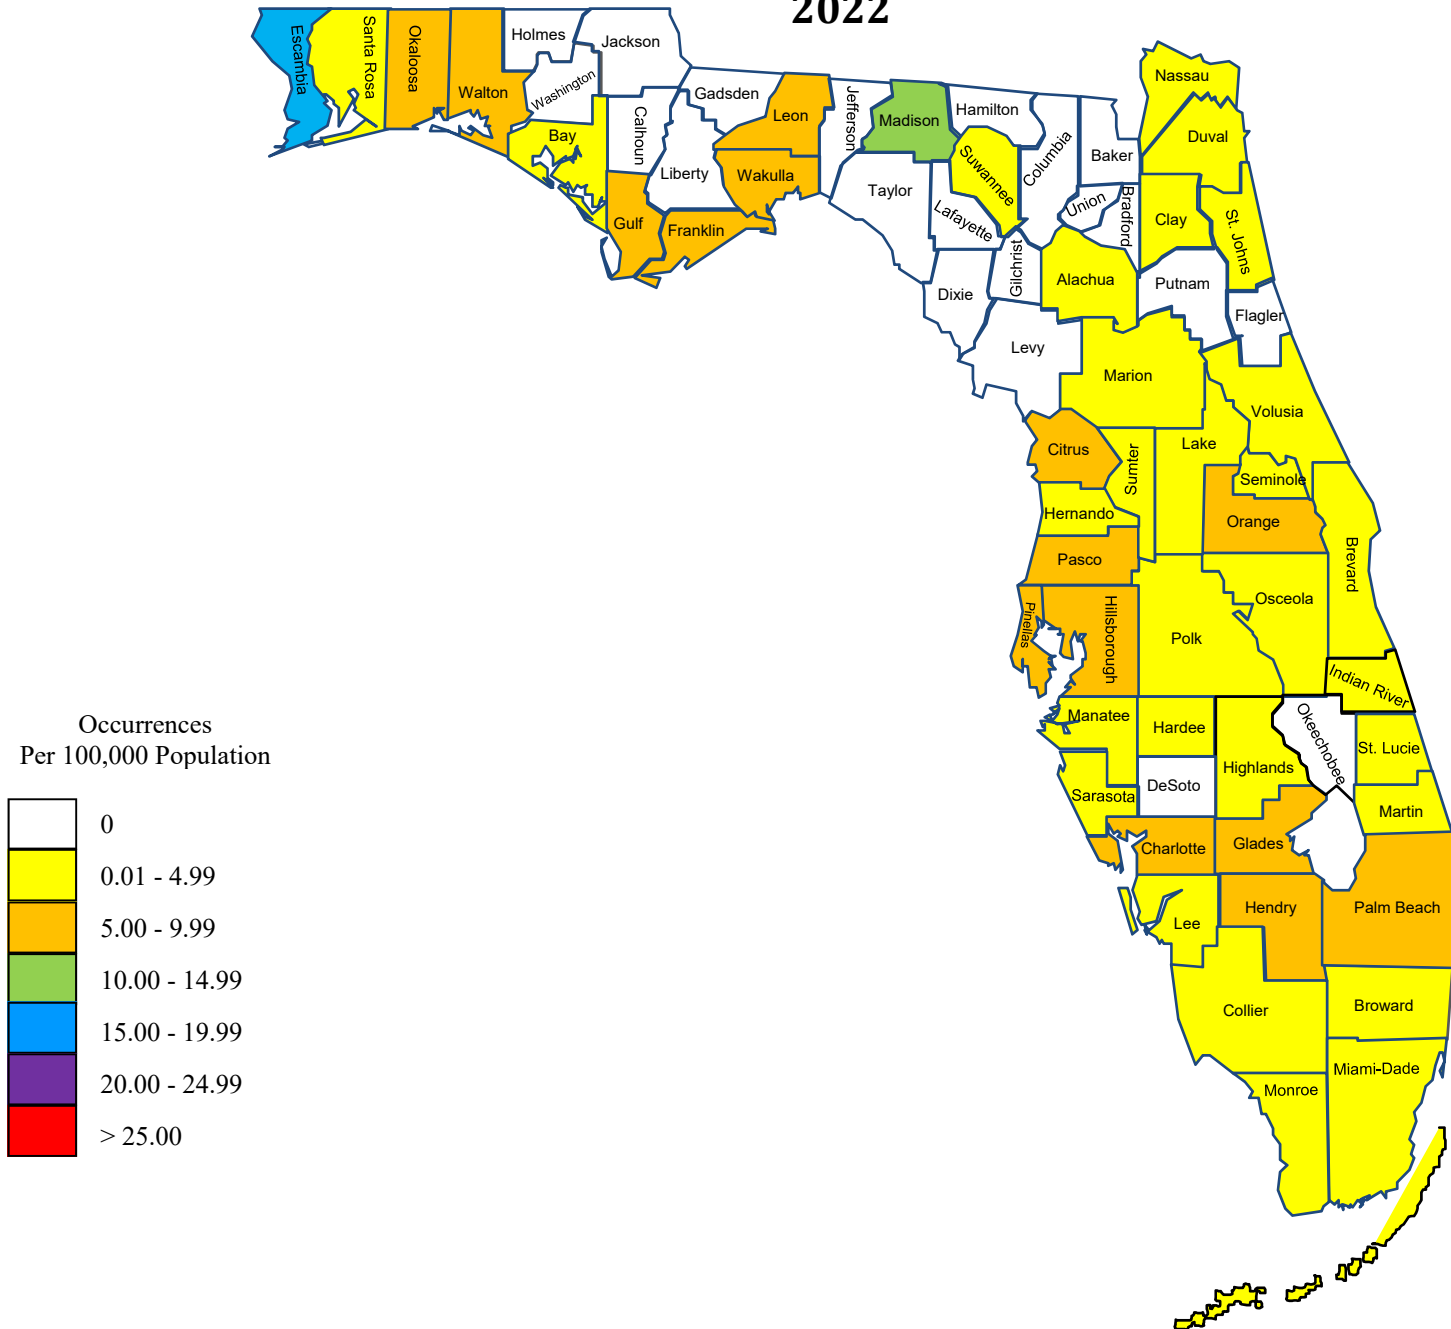 2022
Escambia
Santa Rosa
Okaloosa
Walton
Holmes
Jackson
Washington
Bay
Calhoun
Gadsden
Liberty
Gulf
Franklin
Leon
Wakulla
Jefferson
Madison
Taylor
Hamilton
Suwannee
Lafayette
Columbia
Baker
Union
Bradford
Nassau
Duval
Clay
St. Johns
Gilchrist
Dixie
Alachua
Putnam
Flagler
Levy
Marion
Volusia
Citrus
Sumter
Lake
Seminole
Hernando
Orange
Brevard
Pasco
Pinellas
Hillsborough
Polk
Osceola
Indian River
Manatee
Hardee
Highlands
Okeechobee
St. Lucie
Sarasota
DeSoto
Martin
Charlotte
Glades
Lee
Hendry
Palm Beach
Collier
Broward
Miami-Dade
Monroe
Occurrences
Per 100,000 Population
0
0.01 - 4.99
5.00 - 9.99
10.00 - 14.99
15.00 - 19.99
20.00 - 24.99
> 25.00